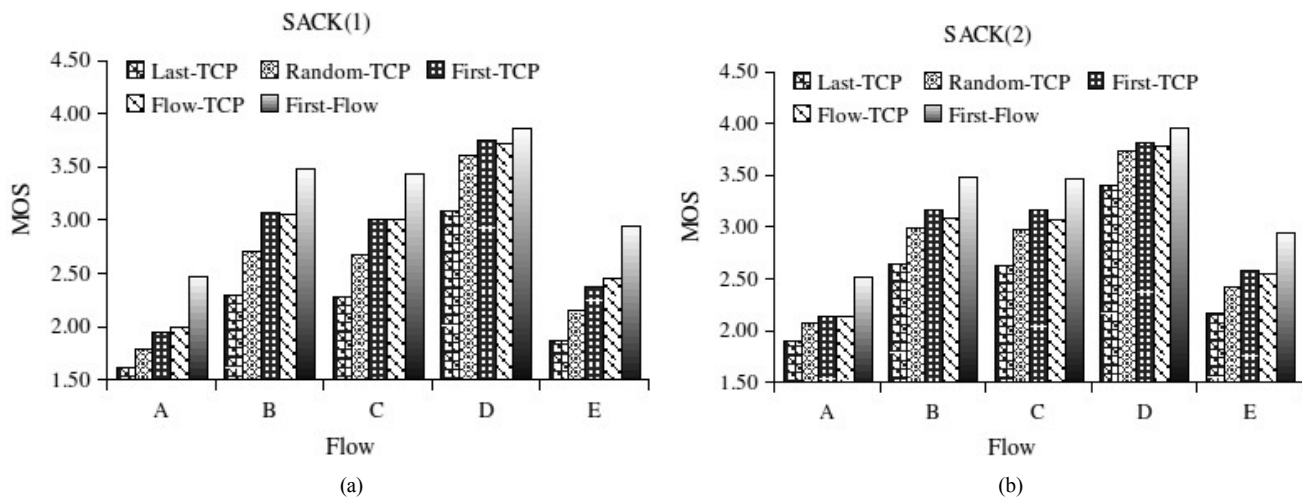 SACK(1)
4.50
4.00
3.50
3.00
2.50
2.00
1.50
MOS
Last-TCP Random-TCP First-TCP
Flow-TCP First-Flow
A B C D E
Flow
(a)
SACK(2)
4.50
4.00
3.50
3.00
2.50
2.00
1.50
MOS
Last-TCP Random-TCP First-TCP
Flow-TCP First-Flow
A B C D E
Flow
(b)